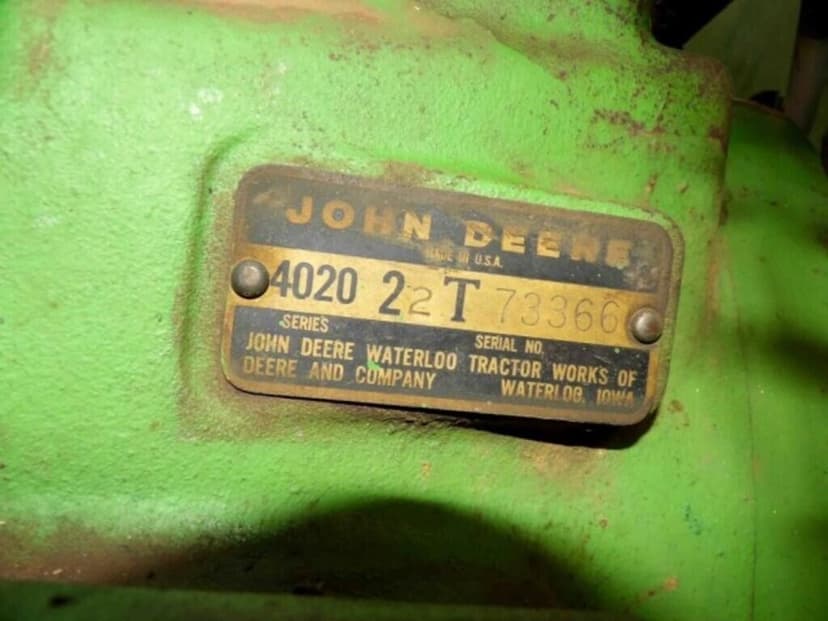 JOHN DEERE
MADE IN U.S.A.
4020 22T 73366
SERIES SERIAL NO.
JOHN DEERE WATERLOO TRACTOR WORKS OF
DEERE AND COMPANY WATERLOO, IOWA